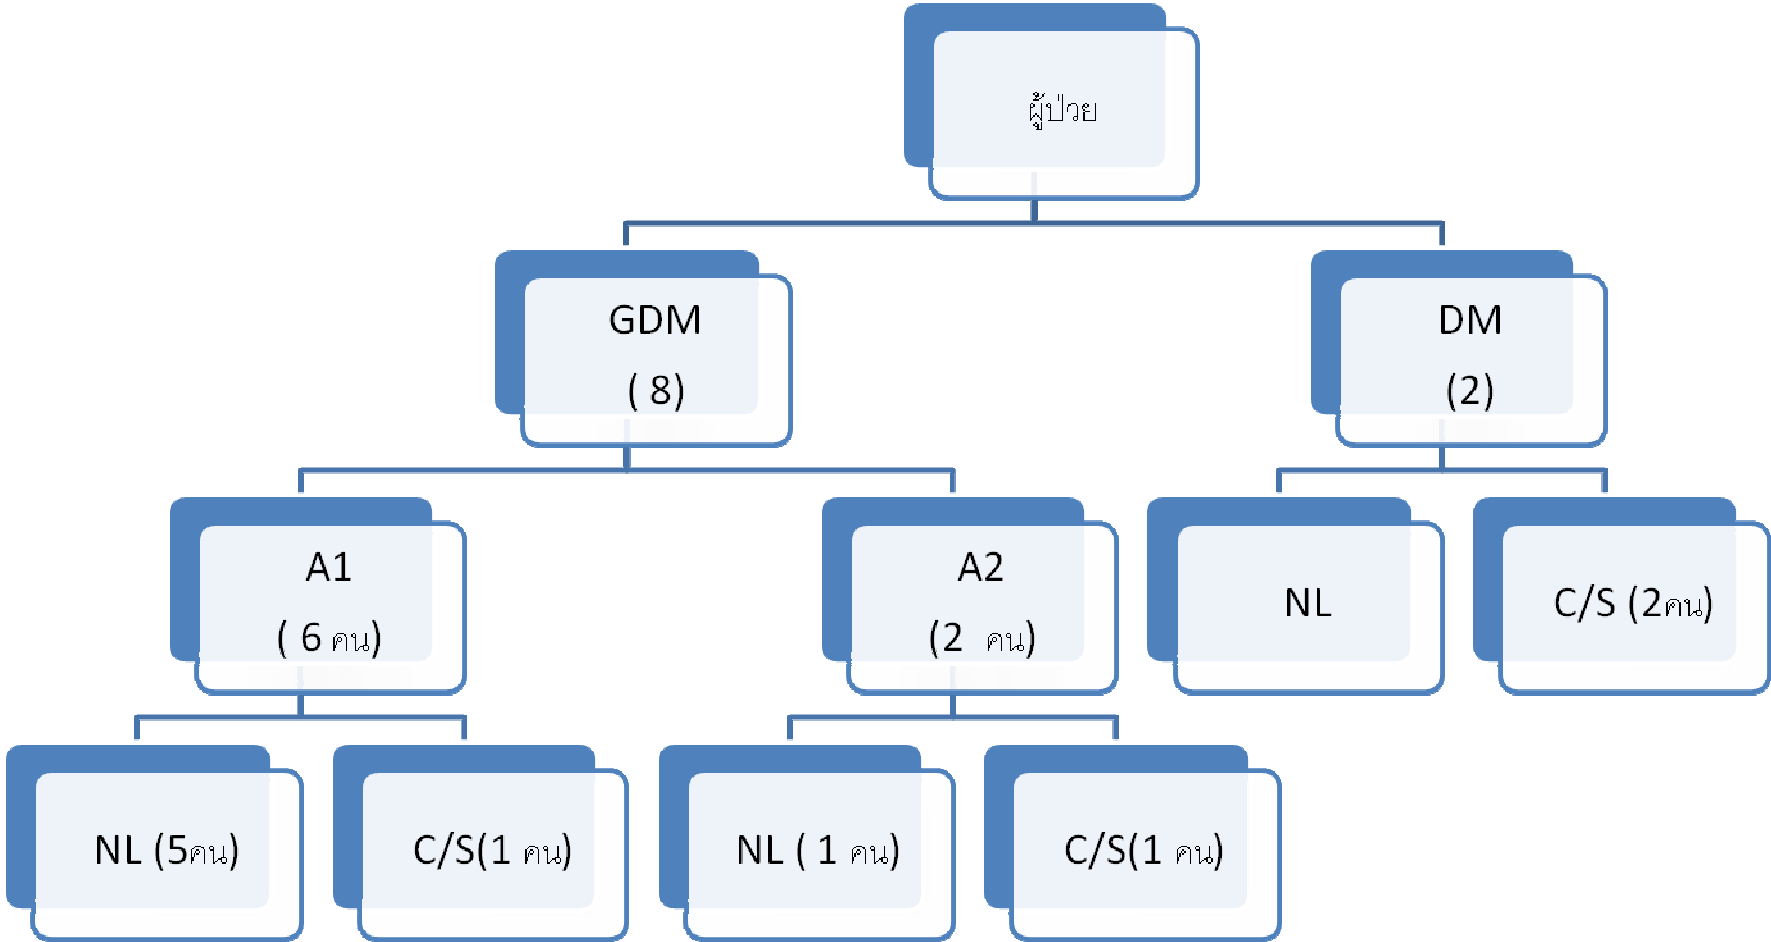 ผู้ป่วย
GDM
( 8)
DM
(2)
A1
( 6 คน)
A2
(2 คน)
NL
C/S (2คน)
NL (5คน)
C/S(1 คน)
NL ( 1 คน)
C/S(1 คน)